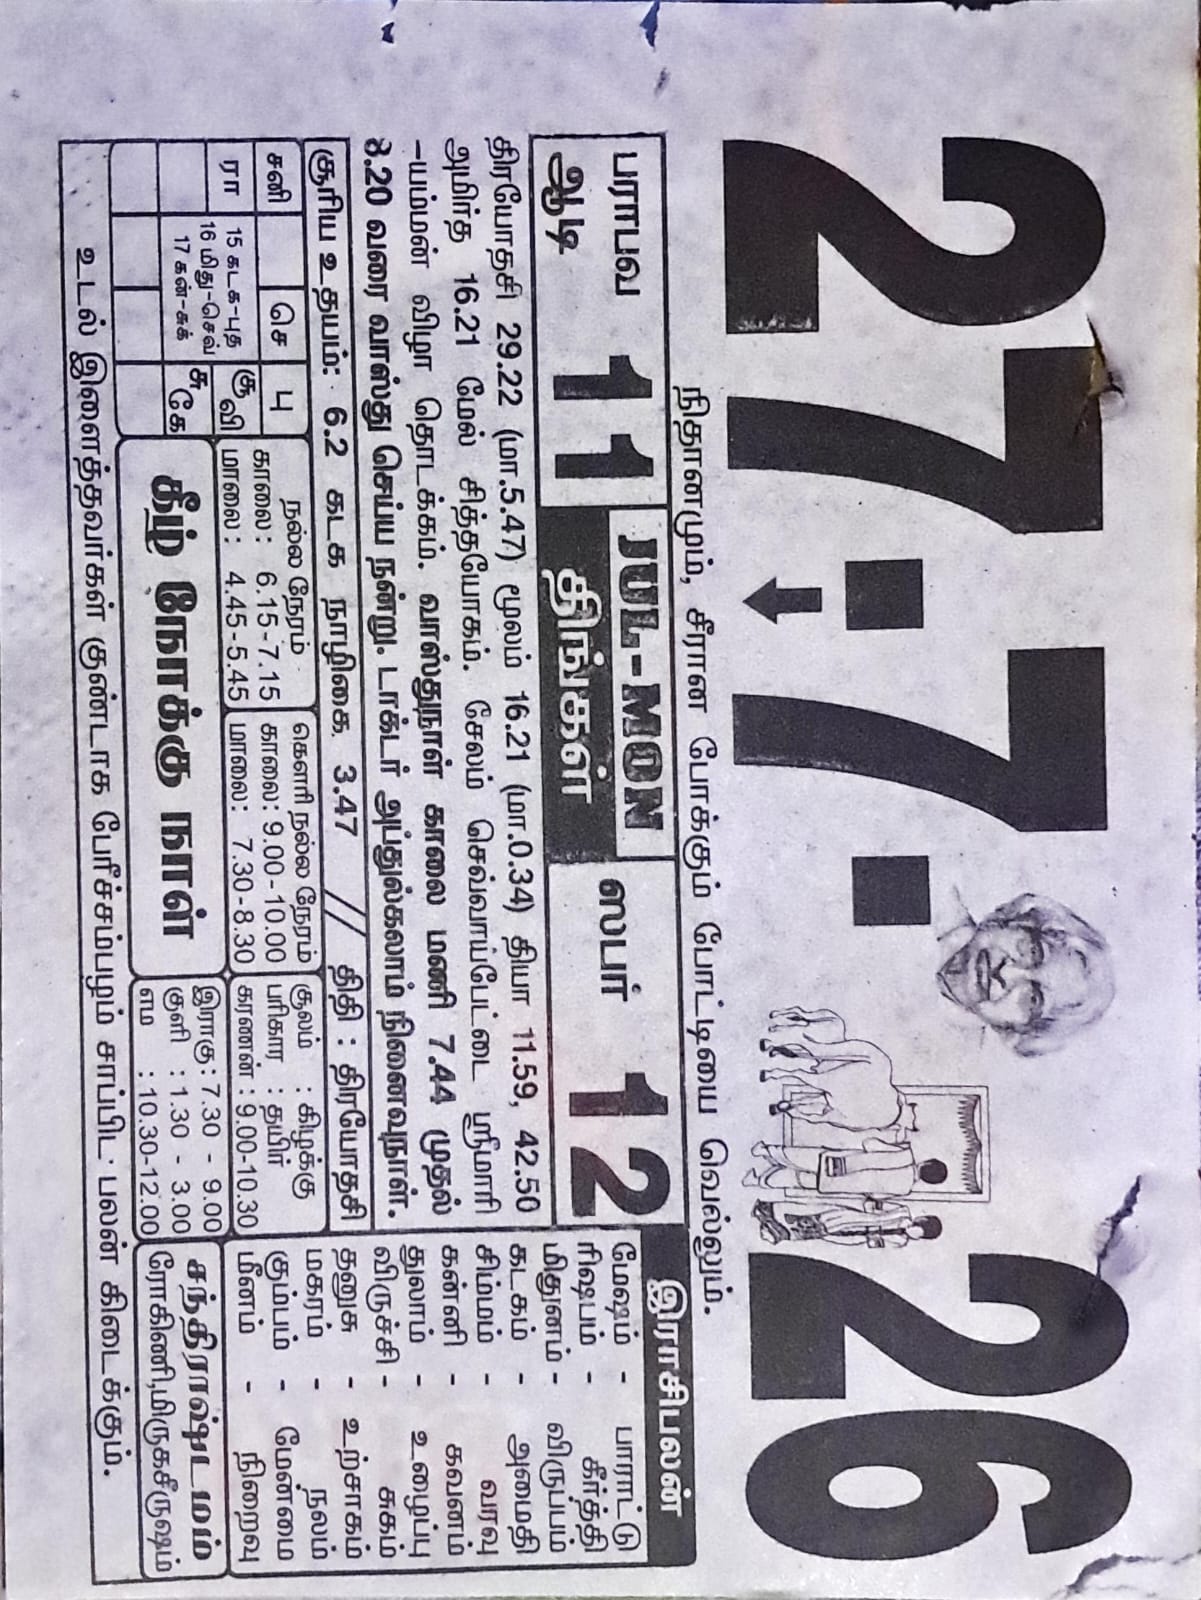 27.7.26
நிதானமும், சீரான போக்கும் போட்டியை வெல்லும்.
பராபவ
ஆடி
11
JUL-MON
திங்கள்
ஸபர்
12
திரயோதசி 29.22 (மா.5.47) மூலம் 16.21 (மா.0.34) தியா 11.59, 42.50
அமிர்த 16.21 மேல் சித்தயோகம். சேலம் செவ்வாய்பேட்டை ஸ்ரீமாரி
-யம்மன் விழா தொடக்கம். வாஸ்துநாள் காலை மணி 7.44 முதல்
8.20 வரை வாஸ்து செய்ய நன்று. டாக்டர் அப்துல்கலாம் நினைவுநாள்.
சூரிய உதயம்: 6.2 கடக நாழிகை 3.47 // திதி : திரயோதசி
சனி செ பு
ரா
15 கடக-புத
16 மிது-செவ்
17 கன்-சுக்
சூ வி
சு கே
நல்ல நேரம்
காலை: 6.15-7.15
மாலை: 4.45-5.45
கௌரி நல்ல நேரம்
காலை: 9.00-10.00
மாலை: 7.30-8.30
சூலம் : கிழக்கு
பரிகார : தயிர்
கரணன் : 9.00-10.30
கீழ் நோக்கு நாள்
இராகு : 7.30 - 9.00
குளி : 1.30 - 3.00
எம : 10.30-12.00
இராசிபலன்
மேஷம் - பாராட்டு
ரிஷபம் - கீர்த்தி
மிதுனம் - விருப்பம்
கடகம் - அமைதி
சிம்மம் - வரவு
கன்னி - கவனம்
துலாம் - உழைப்பு
விருச்சி - சுகம்
தனுசு - உற்சாகம்
மகரம் - நலம்
கும்பம் - மேன்மை
மீனம் - நிறைவு
சந்திராஷ்டமம்
ரோகிணி,மிருகசீருஷம்
உடல் இளைத்தவர்கள் குண்டாக பேரீச்சம்பழம் சாப்பிட பலன் கிடைக்கும்.